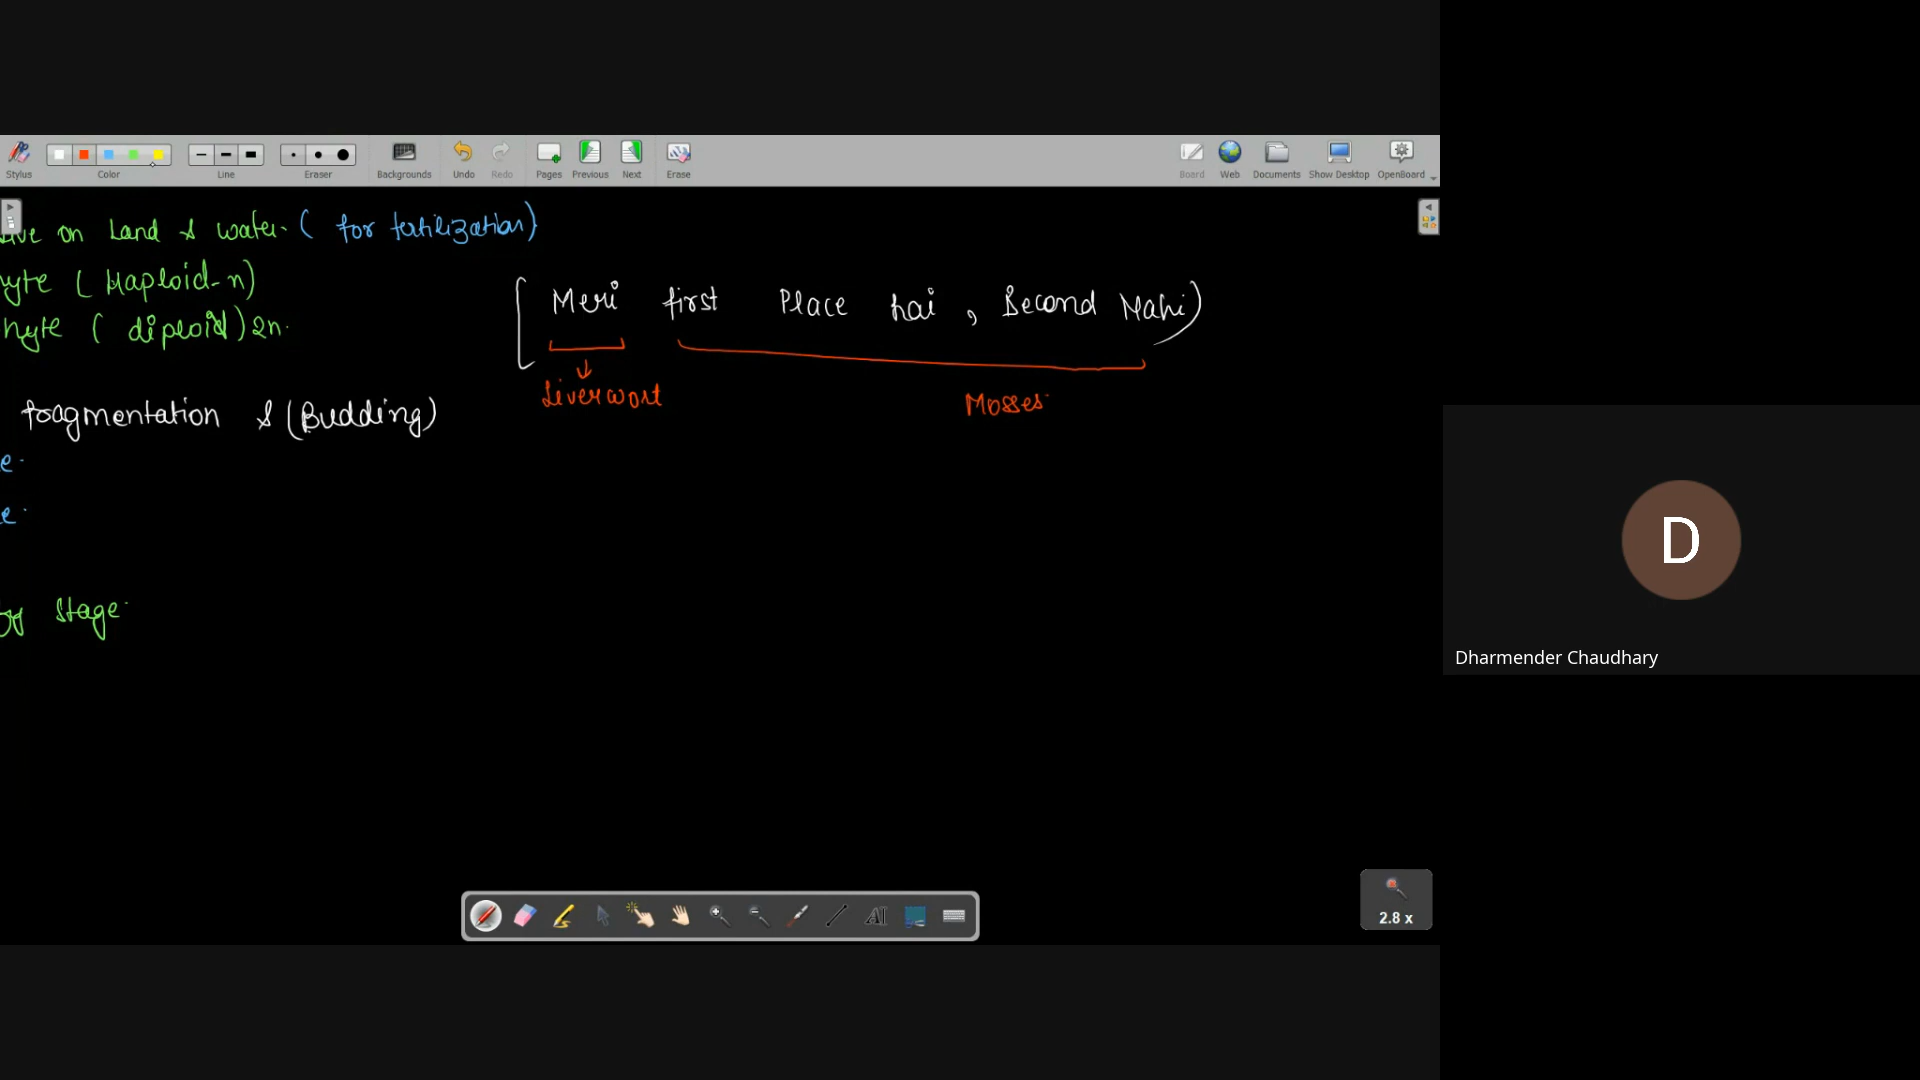 Stylus Color Line Eraser Backgrounds Undo Redo Pages Previous Next Erase Board Web Documents Show Desktop OpenBoard
on Land & water. ( for fertilization)
( Haploid - n)
( diploid) 2n.
[ Meri first Place hai , Second Nahi)
Liverwort
Mosses
fragmentation & (Budding)
e.
e.
Stage.
D
Dharmender Chaudhary
2.8 x